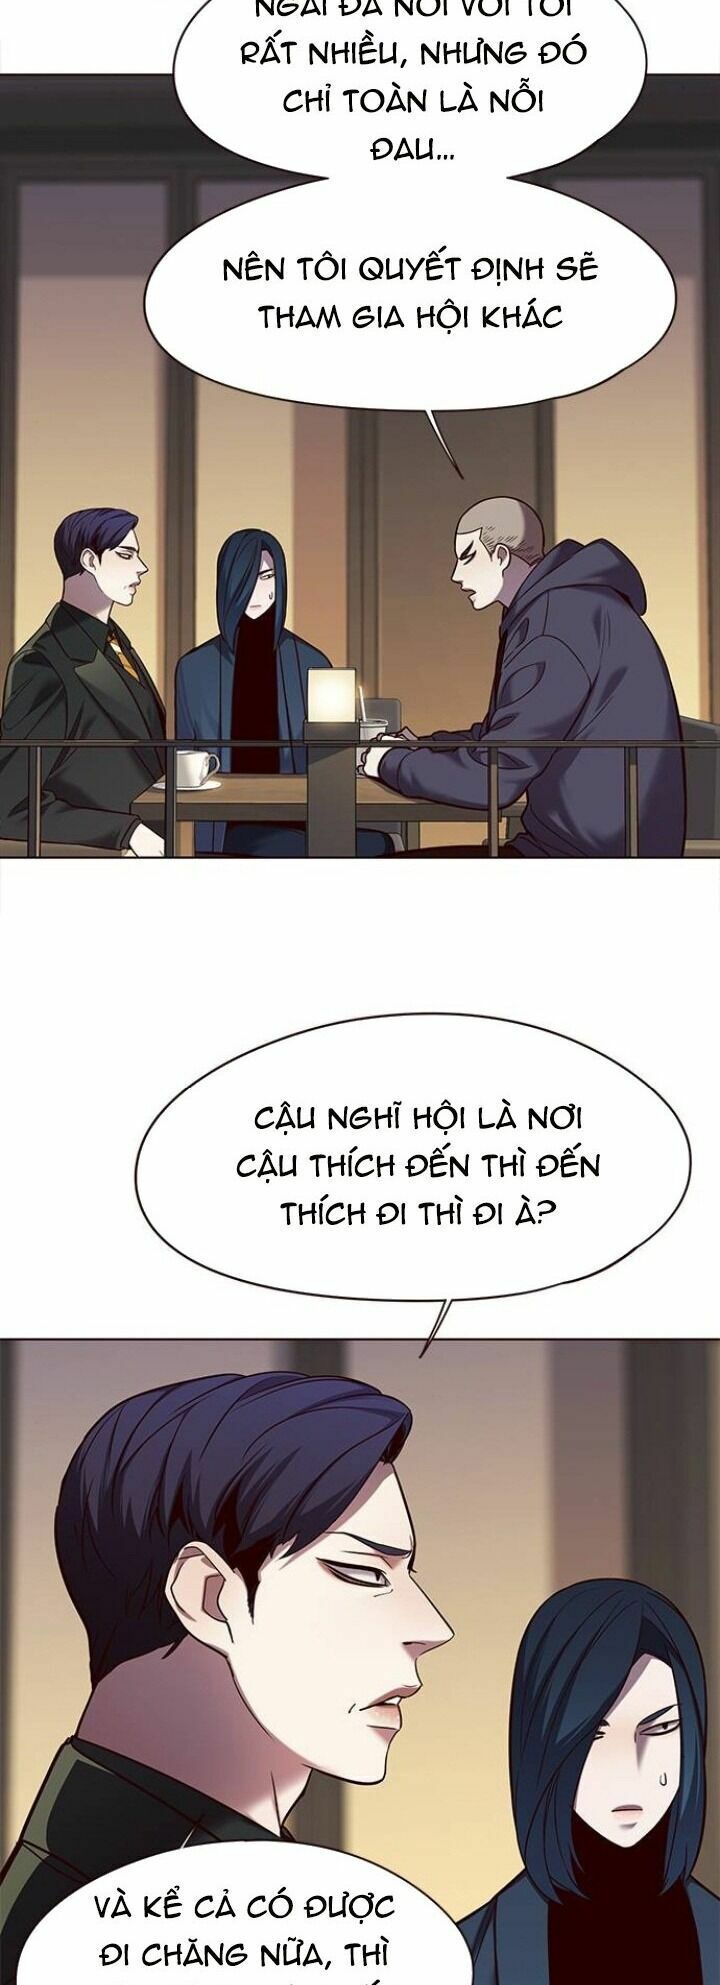 NGÀI ĐÃ NÓI VỚI TÔI
RẤT NHIỀU, NHƯNG ĐÓ
CHỈ TOÀN LÀ NỖI
ĐAU...
NÊN TÔI QUYẾT ĐỊNH SẼ
THAM GIA HỘI KHÁC
CẬU NGHĨ HỘI LÀ NƠI
CẬU THÍCH ĐẾN THÌ ĐẾN
THÍCH ĐI THÌ ĐI À?
VÀ KỂ CẢ CÓ ĐƯỢC
ĐI CHĂNG NỮA, THÌ